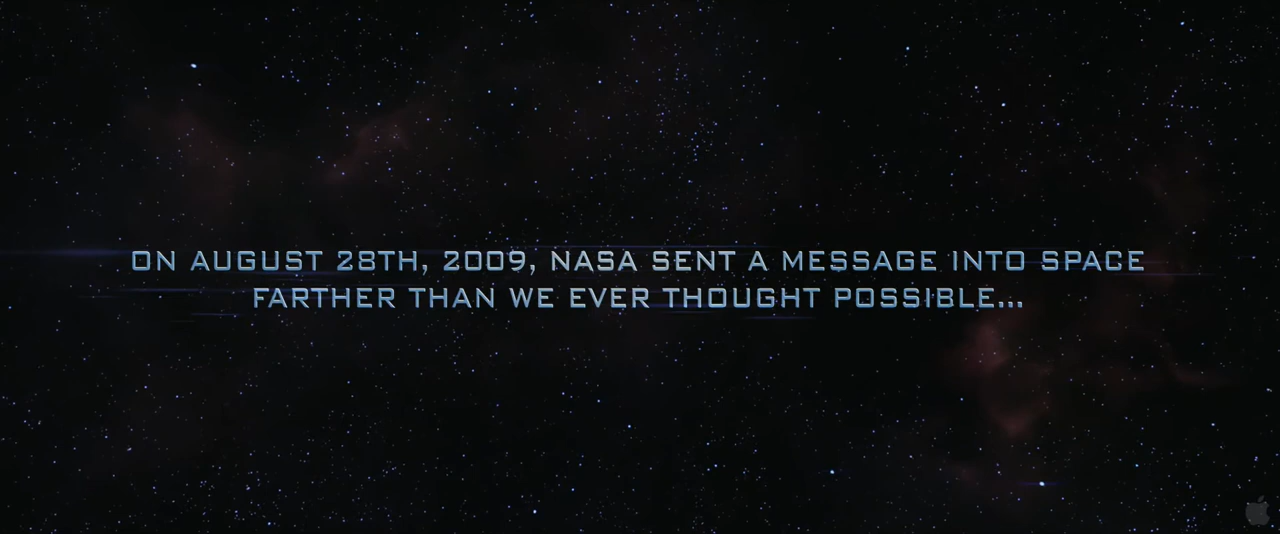 ON AUGUST 28TH, 2009, NASA SENT A MESSAGE INTO SPACE
FARTHER THAN WE EVER THOUGHT POSSIBLE...